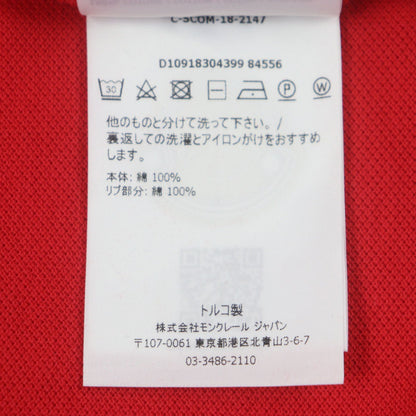 C-SCOM-18-2147
D10918304399 84556
30
P
W
他のものと分けて洗って下さい。/
裏返しての洗濯とアイロンがけをおすすめ
します。
本体: 綿 100%
リブ部分: 綿 100%
トルコ製
株式会社モンクレール ジャパン
〒107-0061 東京都港区北青山3-6-7
03-3486-2110